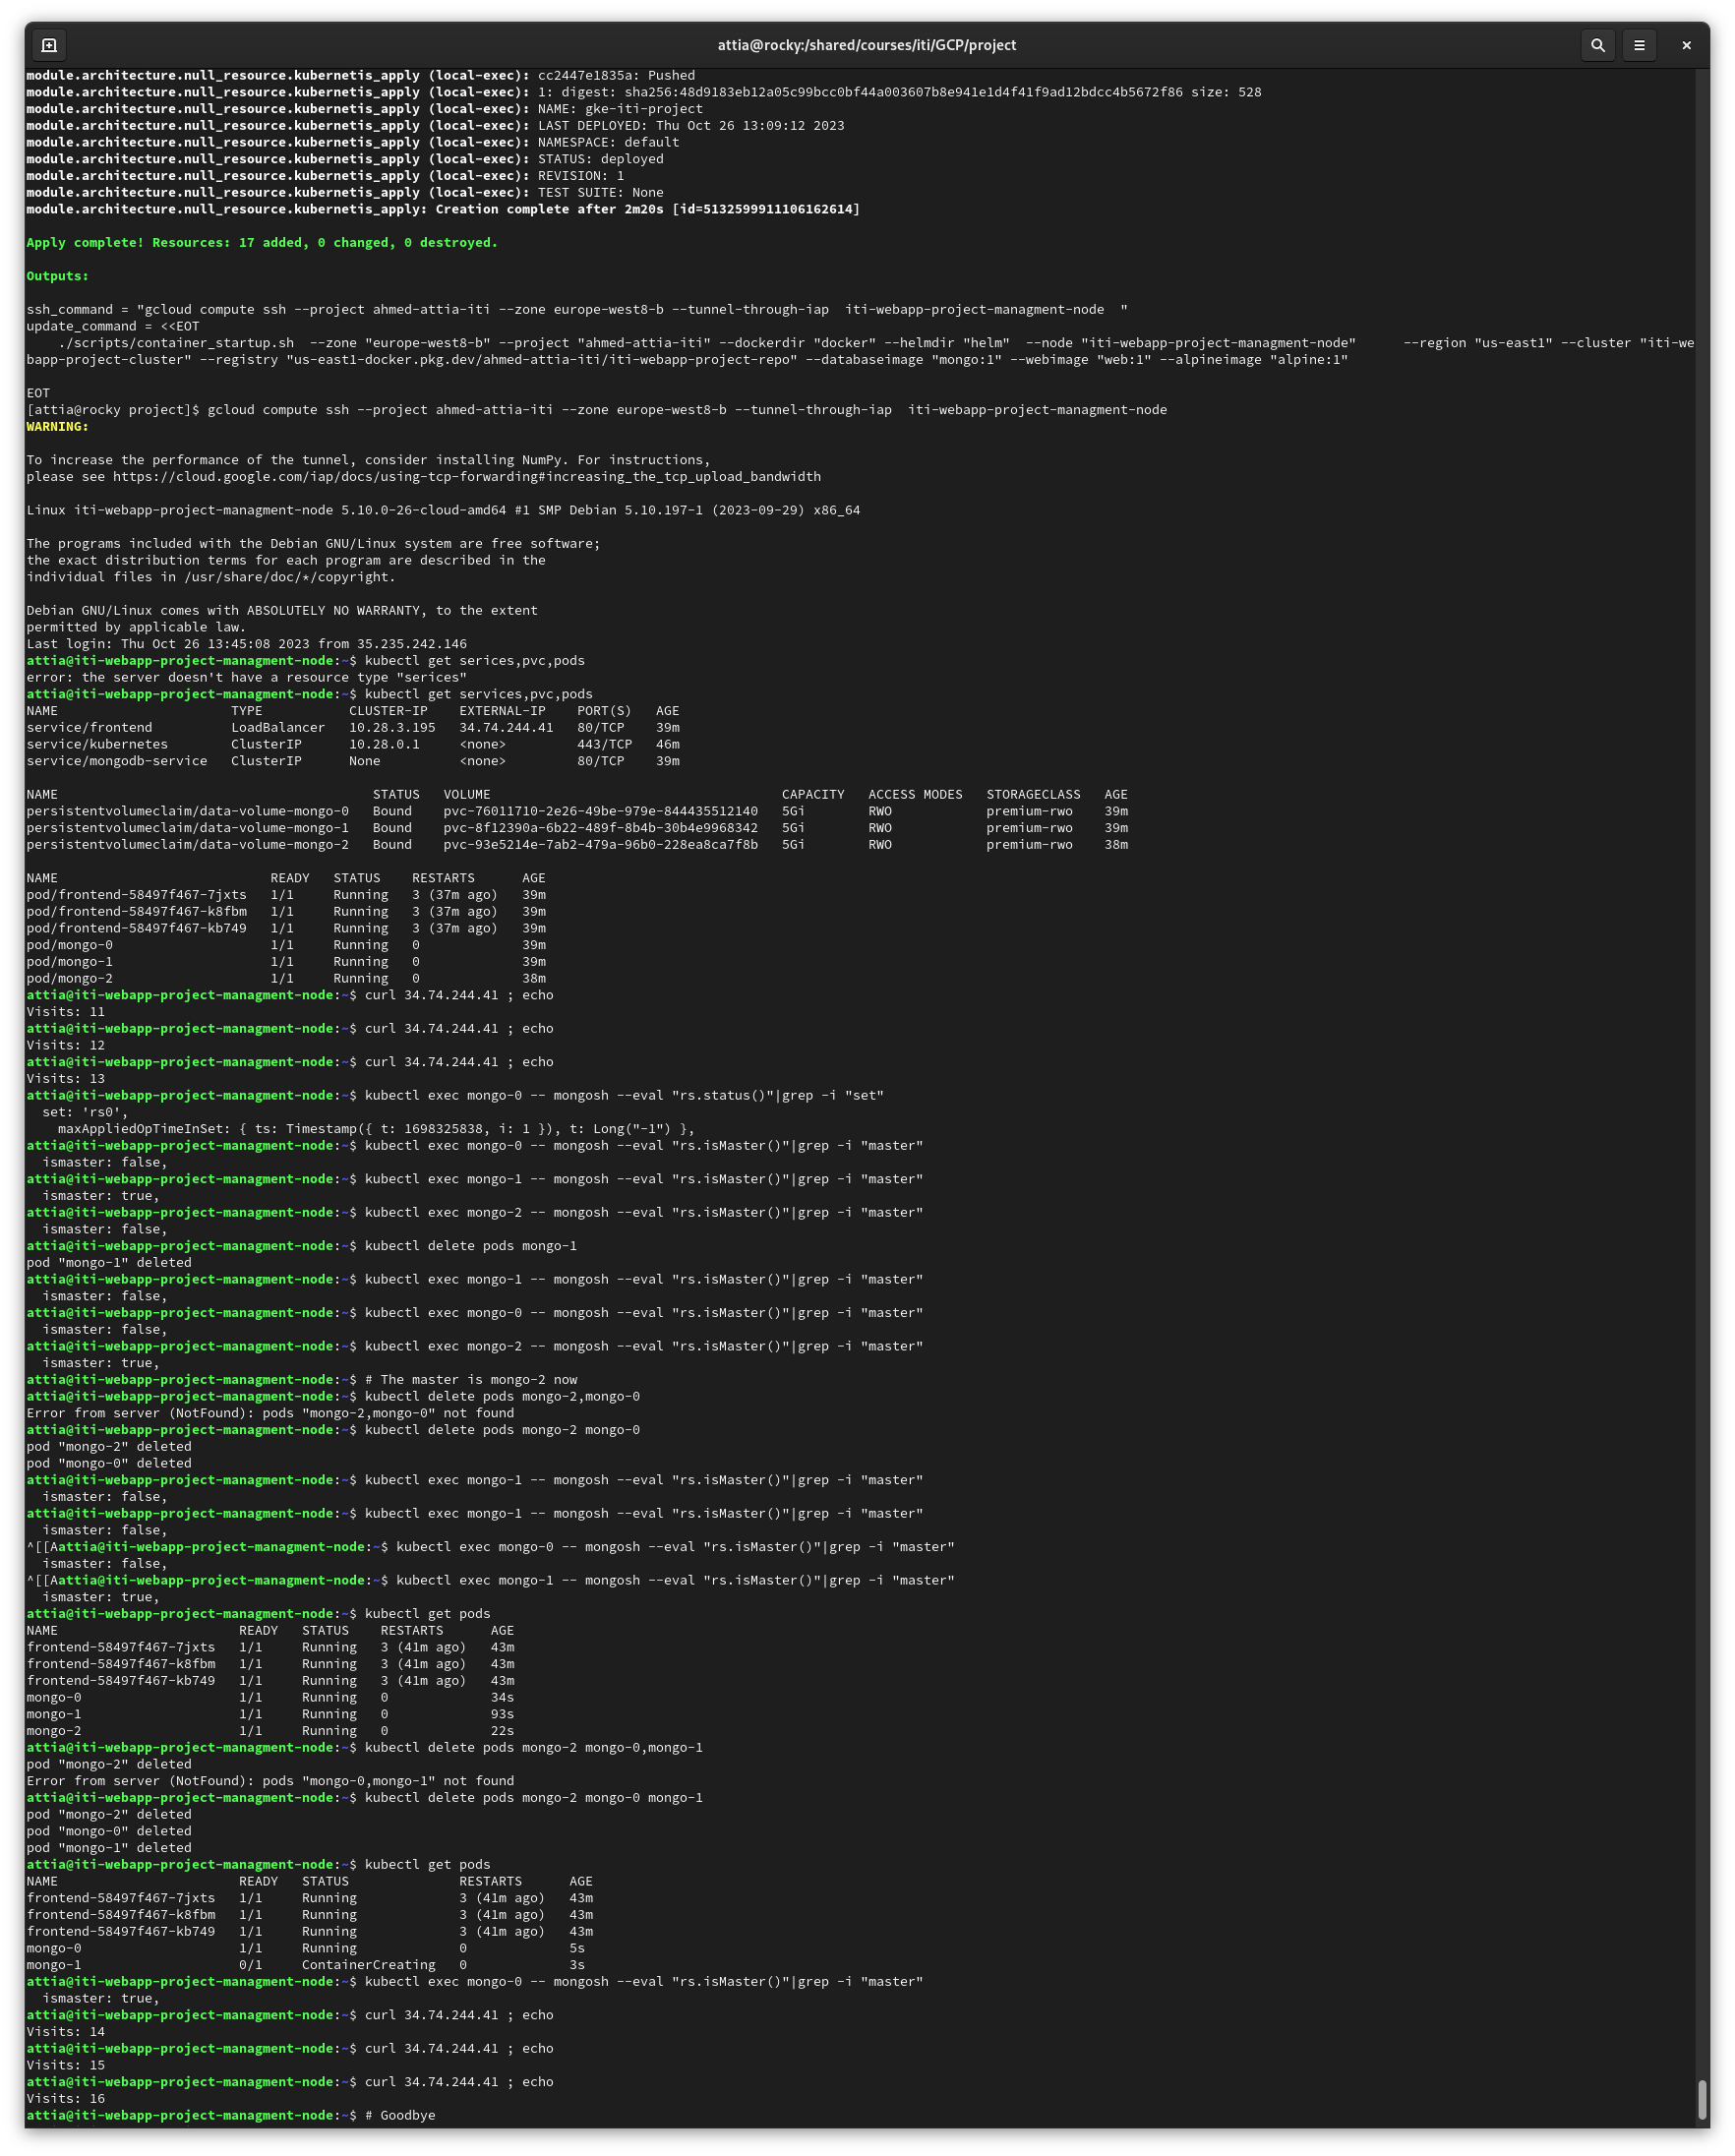 attia@rocky:/shared/courses/iti/GCP/project
module.architecture.null_resource.kubernetis_apply (local-exec): cc2447e1835a: Pushed
module.architecture.null_resource.kubernetis_apply (local-exec): 1: digest: sha256:48d9183eb12a05c99bcc0bf44a003607b8e941e1d4f41f9ad12bdcc4b5672f86 size: 528
module.architecture.null_resource.kubernetis_apply (local-exec): NAME: gke-iti-project
module.architecture.null_resource.kubernetis_apply (local-exec): LAST DEPLOYED: Thu Oct 26 13:09:12 2023
module.architecture.null_resource.kubernetis_apply (local-exec): NAMESPACE: default
module.architecture.null_resource.kubernetis_apply (local-exec): STATUS: deployed
module.architecture.null_resource.kubernetis_apply (local-exec): REVISION: 1
module.architecture.null_resource.kubernetis_apply (local-exec): TEST SUITE: None
module.architecture.null_resource.kubernetis_apply: Creation complete after 2m20s [id=5132599911106162614]
Apply complete! Resources: 17 added, 0 changed, 0 destroyed.
Outputs:
ssh_command = "gcloud compute ssh --project ahmed-attia-iti --zone europe-west8-b --tunnel-through-iap  iti-webapp-project-managment-node  "
update_command = <<EOT
    ./scripts/container_startup.sh  --zone "europe-west8-b" --project "ahmed-attia-iti" --dockerdir "docker" --helmdir "helm"  --node "iti-webapp-project-managment-node"      --region "us-east1" --cluster "iti-we
bapp-project-cluster" --registry "us-east1-docker.pkg.dev/ahmed-attia-iti/iti-webapp-project-repo" --databaseimage "mongo:1" --webimage "web:1" --alpineimage "alpine:1"
EOT
[attia@rocky project]$ gcloud compute ssh --project ahmed-attia-iti --zone europe-west8-b --tunnel-through-iap  iti-webapp-project-managment-node
WARNING:
To increase the performance of the tunnel, consider installing NumPy. For instructions,
please see https://cloud.google.com/iap/docs/using-tcp-forwarding#increasing_the_tcp_upload_bandwidth
Linux iti-webapp-project-managment-node 5.10.0-26-cloud-amd64 #1 SMP Debian 5.10.197-1 (2023-09-29) x86_64
The programs included with the Debian GNU/Linux system are free software;
the exact distribution terms for each program are described in the
individual files in /usr/share/doc/*/copyright.
Debian GNU/Linux comes with ABSOLUTELY NO WARRANTY, to the extent
permitted by applicable law.
Last login: Thu Oct 26 13:45:08 2023 from 35.235.242.146
attia@iti-webapp-project-managment-node:~$ kubectl get serices,pvc,pods
error: the server doesn't have a resource type "serices"
attia@iti-webapp-project-managment-node:~$ kubectl get services,pvc,pods
NAME                      TYPE           CLUSTER-IP    EXTERNAL-IP    PORT(S)   AGE
service/frontend          LoadBalancer   10.28.3.195   34.74.244.41   80/TCP    39m
service/kubernetes        ClusterIP      10.28.0.1     <none>         443/TCP   46m
service/mongodb-service   ClusterIP      None          <none>         80/TCP    39m
NAME                                        STATUS   VOLUME                                     CAPACITY   ACCESS MODES   STORAGECLASS   AGE
persistentvolumeclaim/data-volume-mongo-0   Bound    pvc-76011710-2e26-49be-979e-844435512140   5Gi        RWO            premium-rwo    39m
persistentvolumeclaim/data-volume-mongo-1   Bound    pvc-8f12390a-6b22-489f-8b4b-30b4e9968342   5Gi        RWO            premium-rwo    39m
persistentvolumeclaim/data-volume-mongo-2   Bound    pvc-93e5214e-7ab2-479a-96b0-228ea8ca7f8b   5Gi        RWO            premium-rwo    38m
NAME                           READY   STATUS    RESTARTS      AGE
pod/frontend-58497f467-7jxts   1/1     Running   3 (37m ago)   39m
pod/frontend-58497f467-k8fbm   1/1     Running   3 (37m ago)   39m
pod/frontend-58497f467-kb749   1/1     Running   3 (37m ago)   39m
pod/mongo-0                    1/1     Running   0             39m
pod/mongo-1                    1/1     Running   0             39m
pod/mongo-2                    1/1     Running   0             38m
attia@iti-webapp-project-managment-node:~$ curl 34.74.244.41 ; echo
Visits: 11
attia@iti-webapp-project-managment-node:~$ curl 34.74.244.41 ; echo
Visits: 12
attia@iti-webapp-project-managment-node:~$ curl 34.74.244.41 ; echo
Visits: 13
attia@iti-webapp-project-managment-node:~$ kubectl exec mongo-0 -- mongosh --eval "rs.status()"|grep -i "set"
  set: 'rs0',
    maxAppliedOpTimeInSet: { ts: Timestamp({ t: 1698325838, i: 1 }), t: Long("-1") },
attia@iti-webapp-project-managment-node:~$ kubectl exec mongo-0 -- mongosh --eval "rs.isMaster()"|grep -i "master"
  ismaster: false,
attia@iti-webapp-project-managment-node:~$ kubectl exec mongo-1 -- mongosh --eval "rs.isMaster()"|grep -i "master"
  ismaster: true,
attia@iti-webapp-project-managment-node:~$ kubectl exec mongo-2 -- mongosh --eval "rs.isMaster()"|grep -i "master"
  ismaster: false,
attia@iti-webapp-project-managment-node:~$ kubectl delete pods mongo-1
pod "mongo-1" deleted
attia@iti-webapp-project-managment-node:~$ kubectl exec mongo-1 -- mongosh --eval "rs.isMaster()"|grep -i "master"
  ismaster: false,
attia@iti-webapp-project-managment-node:~$ kubectl exec mongo-0 -- mongosh --eval "rs.isMaster()"|grep -i "master"
  ismaster: false,
attia@iti-webapp-project-managment-node:~$ kubectl exec mongo-2 -- mongosh --eval "rs.isMaster()"|grep -i "master"
  ismaster: true,
attia@iti-webapp-project-managment-node:~$ # The master is mongo-2 now
attia@iti-webapp-project-managment-node:~$ kubectl delete pods mongo-2,mongo-0
Error from server (NotFound): pods "mongo-2,mongo-0" not found
attia@iti-webapp-project-managment-node:~$ kubectl delete pods mongo-2 mongo-0
pod "mongo-2" deleted
pod "mongo-0" deleted
attia@iti-webapp-project-managment-node:~$ kubectl exec mongo-1 -- mongosh --eval "rs.isMaster()"|grep -i "master"
  ismaster: false,
attia@iti-webapp-project-managment-node:~$ kubectl exec mongo-1 -- mongosh --eval "rs.isMaster()"|grep -i "master"
  ismaster: false,
^[[Aattia@iti-webapp-project-managment-node:~$ kubectl exec mongo-0 -- mongosh --eval "rs.isMaster()"|grep -i "master"
  ismaster: false,
^[[Aattia@iti-webapp-project-managment-node:~$ kubectl exec mongo-1 -- mongosh --eval "rs.isMaster()"|grep -i "master"
  ismaster: true,
attia@iti-webapp-project-managment-node:~$ kubectl get pods
NAME                       READY   STATUS    RESTARTS      AGE
frontend-58497f467-7jxts   1/1     Running   3 (41m ago)   43m
frontend-58497f467-k8fbm   1/1     Running   3 (41m ago)   43m
frontend-58497f467-kb749   1/1     Running   3 (41m ago)   43m
mongo-0                    1/1     Running   0             34s
mongo-1                    1/1     Running   0             93s
mongo-2                    1/1     Running   0             22s
attia@iti-webapp-project-managment-node:~$ kubectl delete pods mongo-2 mongo-0,mongo-1
pod "mongo-2" deleted
Error from server (NotFound): pods "mongo-0,mongo-1" not found
attia@iti-webapp-project-managment-node:~$ kubectl delete pods mongo-2 mongo-0 mongo-1
pod "mongo-2" deleted
pod "mongo-0" deleted
pod "mongo-1" deleted
attia@iti-webapp-project-managment-node:~$ kubectl get pods
NAME                       READY   STATUS              RESTARTS      AGE
frontend-58497f467-7jxts   1/1     Running             3 (41m ago)   43m
frontend-58497f467-k8fbm   1/1     Running             3 (41m ago)   43m
frontend-58497f467-kb749   1/1     Running             3 (41m ago)   43m
mongo-0                    1/1     Running             0             5s
mongo-1                    0/1     ContainerCreating   0             3s
attia@iti-webapp-project-managment-node:~$ kubectl exec mongo-0 -- mongosh --eval "rs.isMaster()"|grep -i "master"
  ismaster: true,
attia@iti-webapp-project-managment-node:~$ curl 34.74.244.41 ; echo
Visits: 14
attia@iti-webapp-project-managment-node:~$ curl 34.74.244.41 ; echo
Visits: 15
attia@iti-webapp-project-managment-node:~$ curl 34.74.244.41 ; echo
Visits: 16
attia@iti-webapp-project-managment-node:~$ # Goodbye